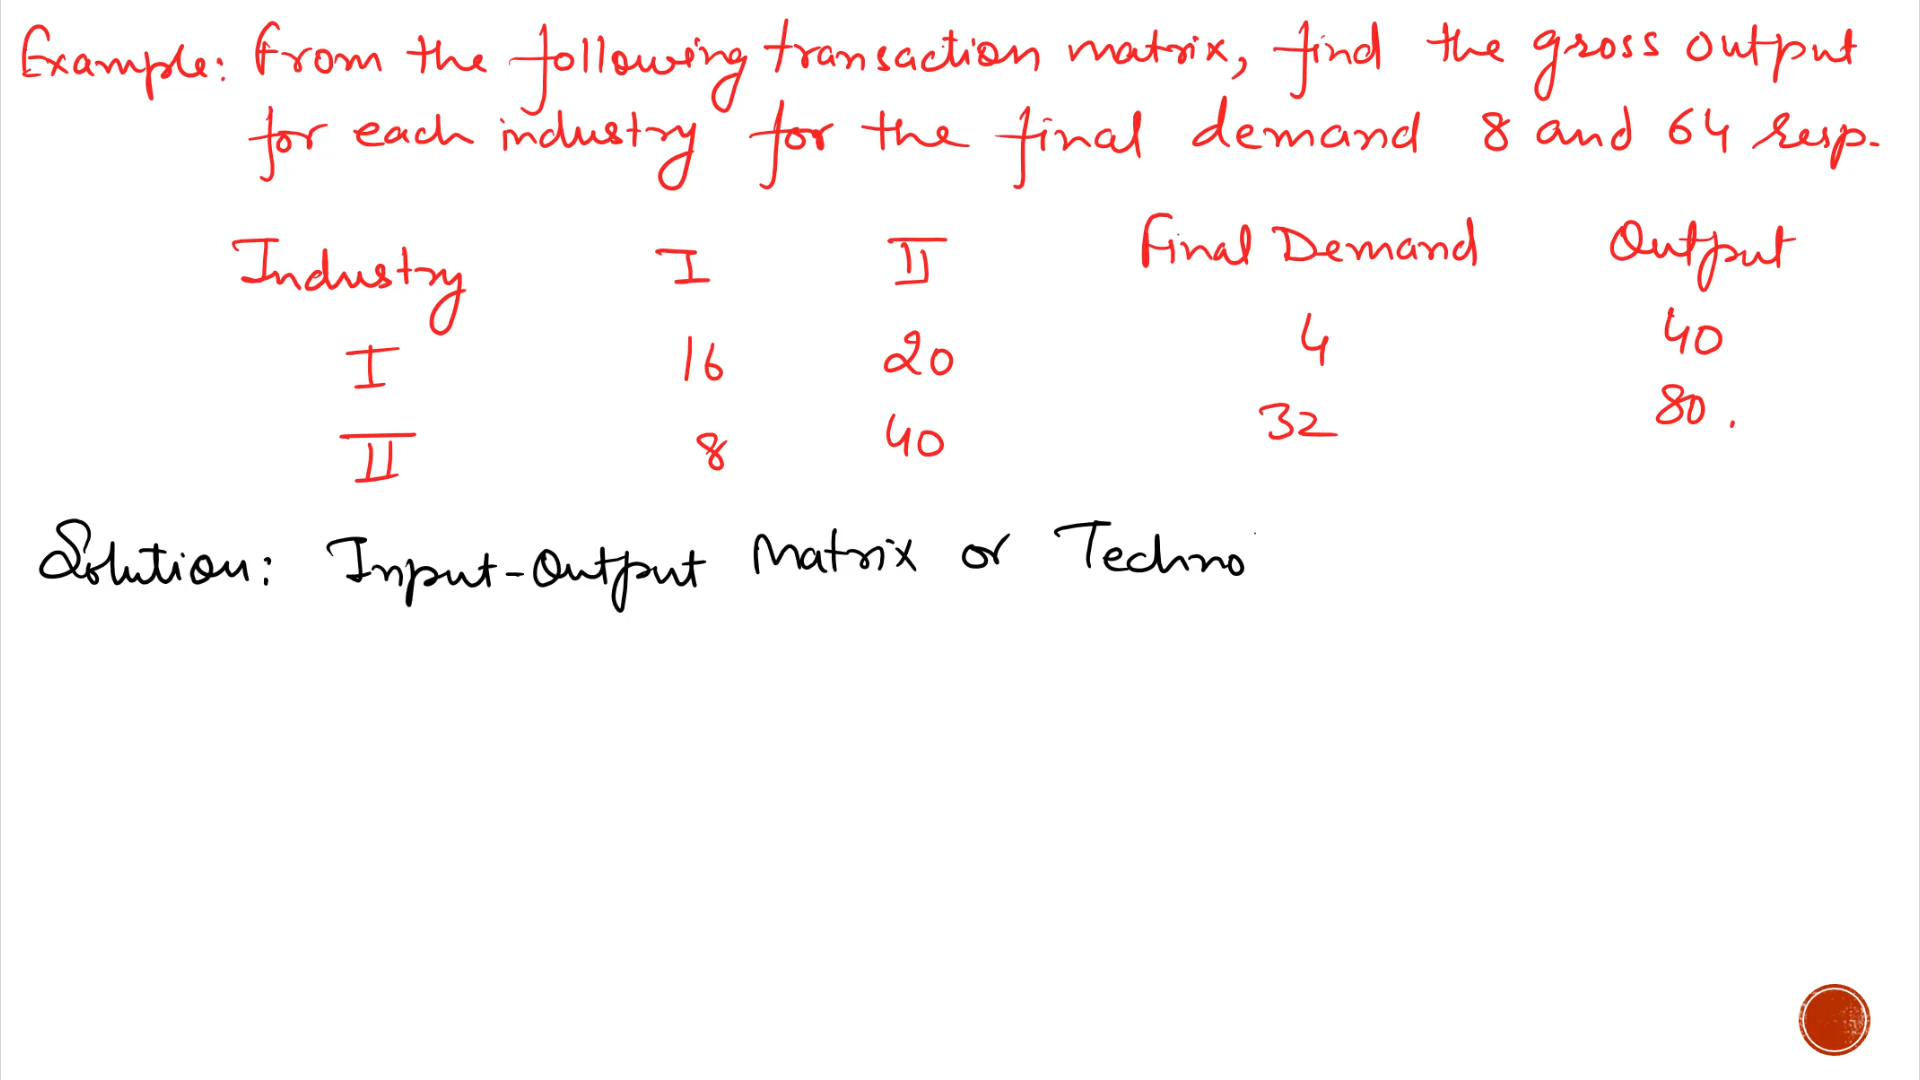 Example: From the following transaction matrix, find the gross output
for each industry for the final demand 8 and 64 resp.
Industry I II Final Demand Output
I 16 20 4 40
II 8 40 32 80.
Solution: Input-Output Matrix or Techno